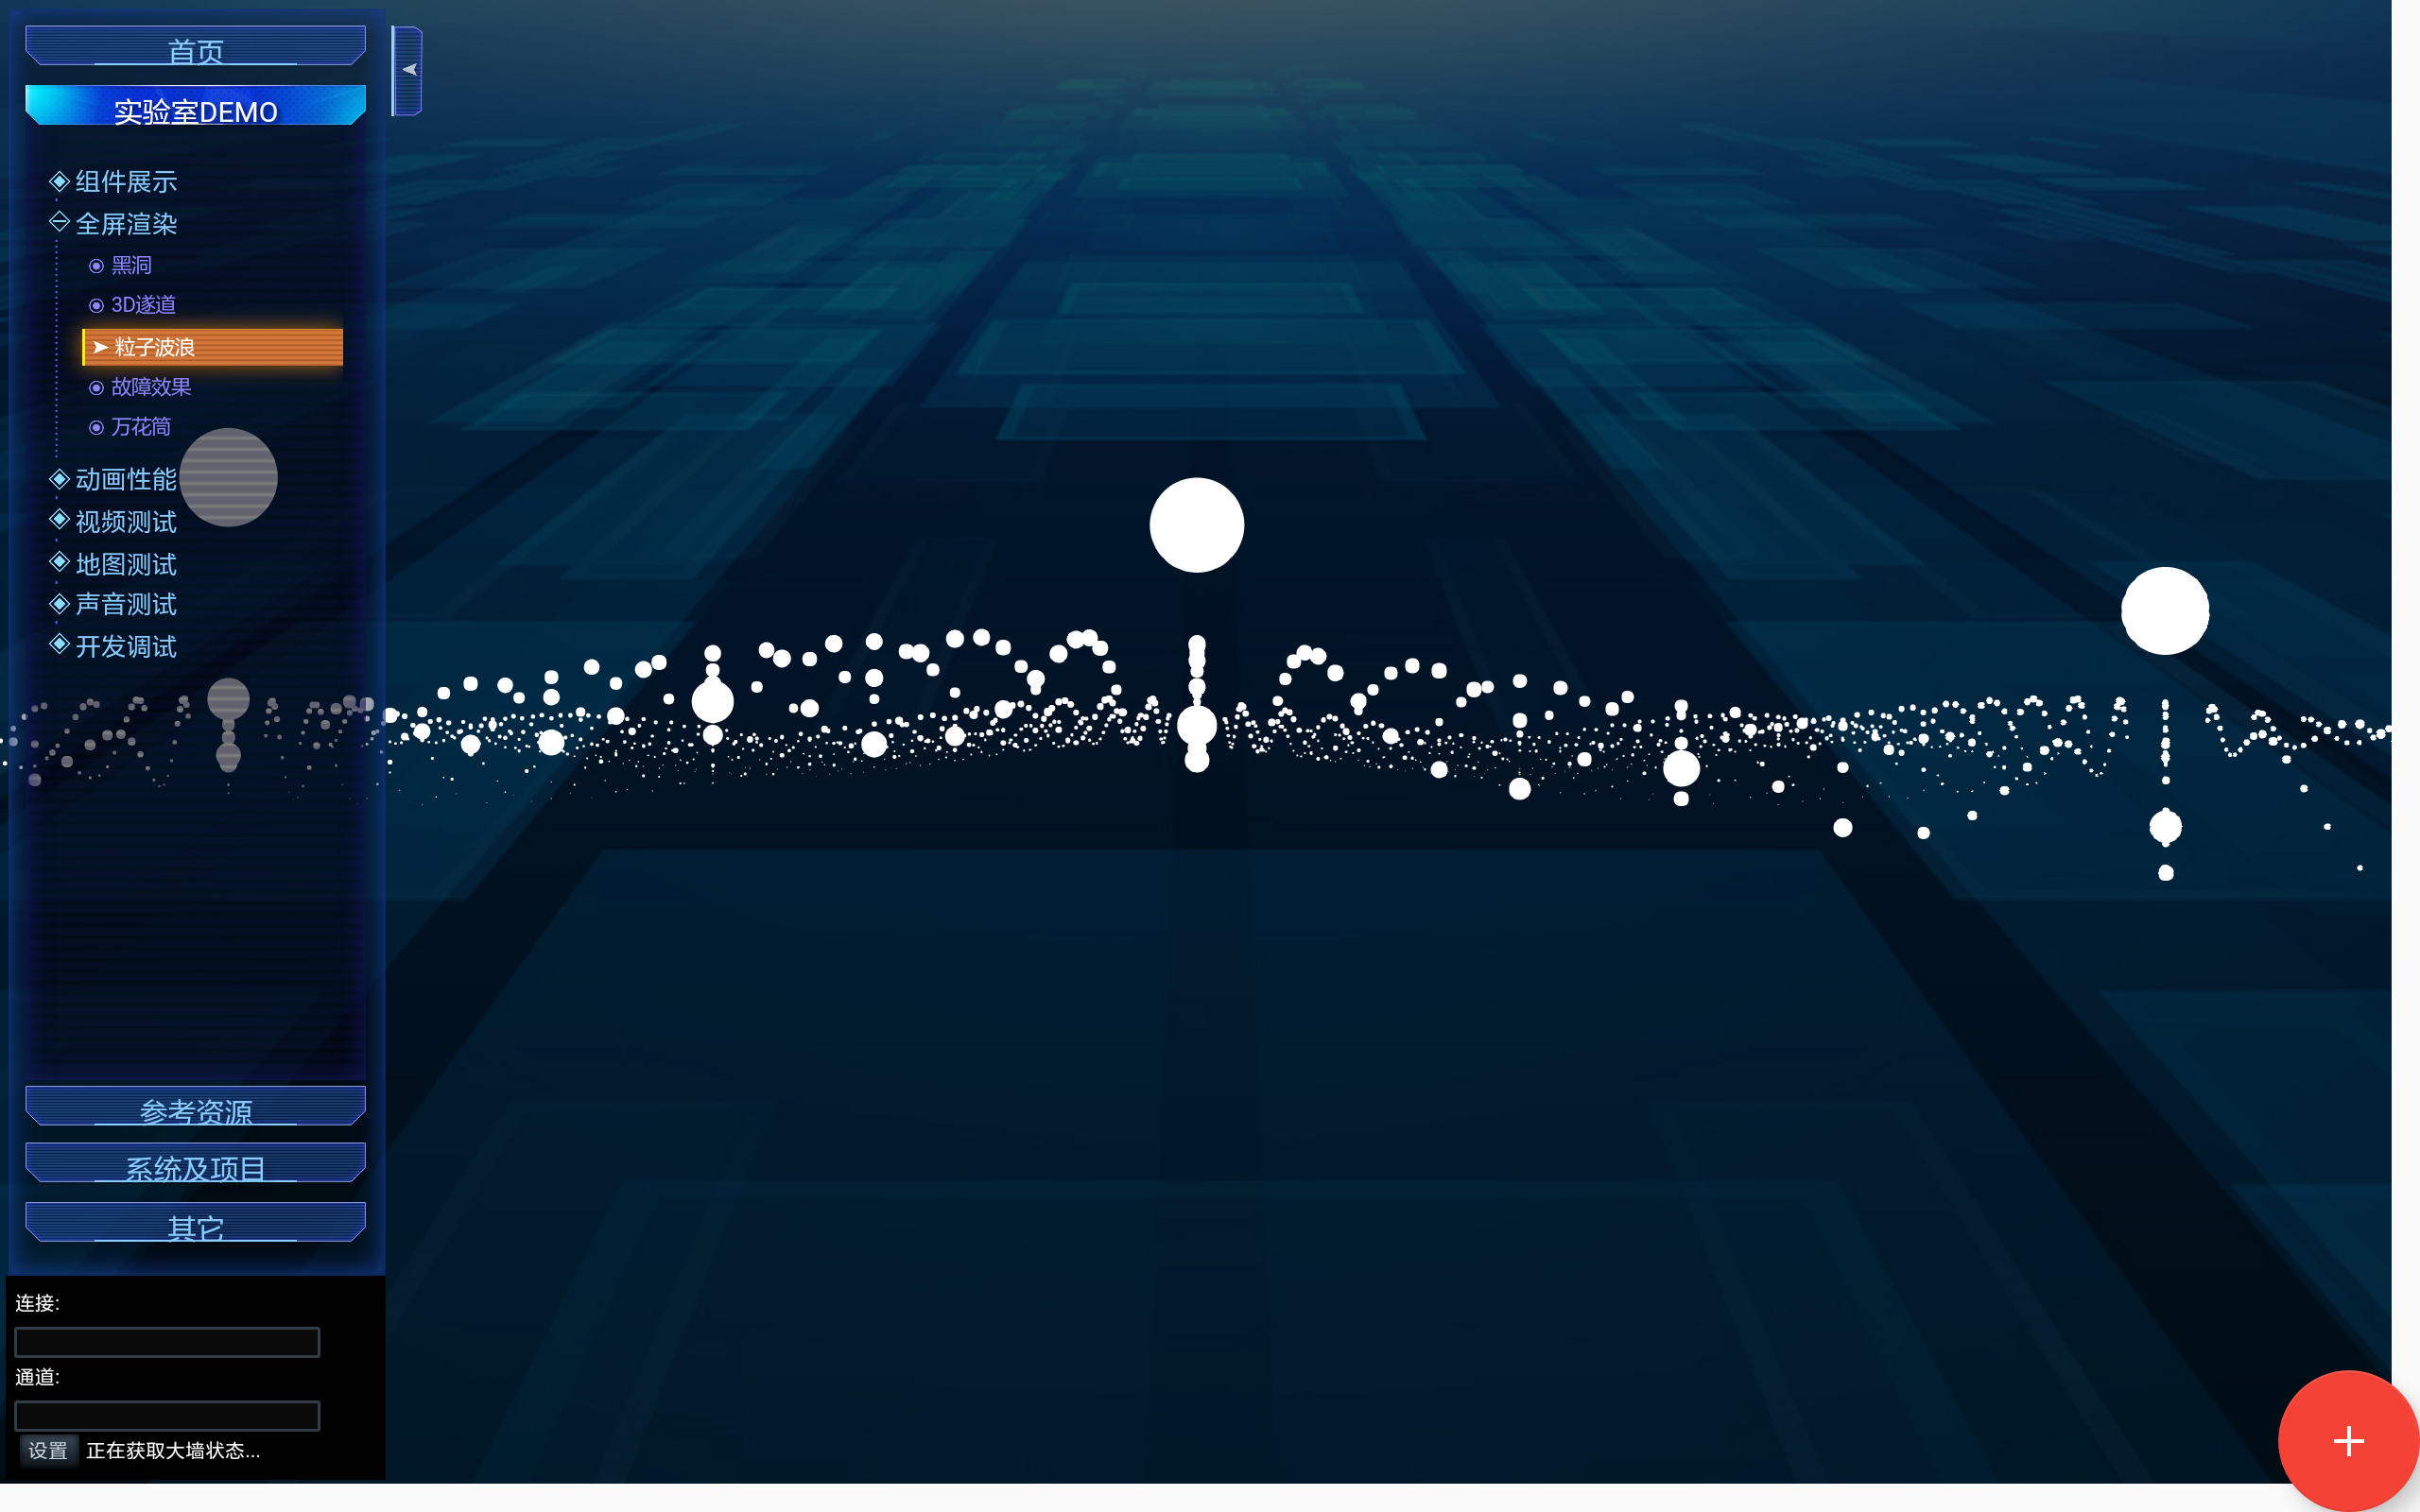 首页
实验室DEMO
组件展示
全屏渲染
黑洞
3D遂道
粒子波浪
故障效果
万花筒
动画性能
视频测试
地图测试
声音测试
开发调试
参考资源
系统及项目
其它
连接:
通道:
设置 正在获取大墙状态...